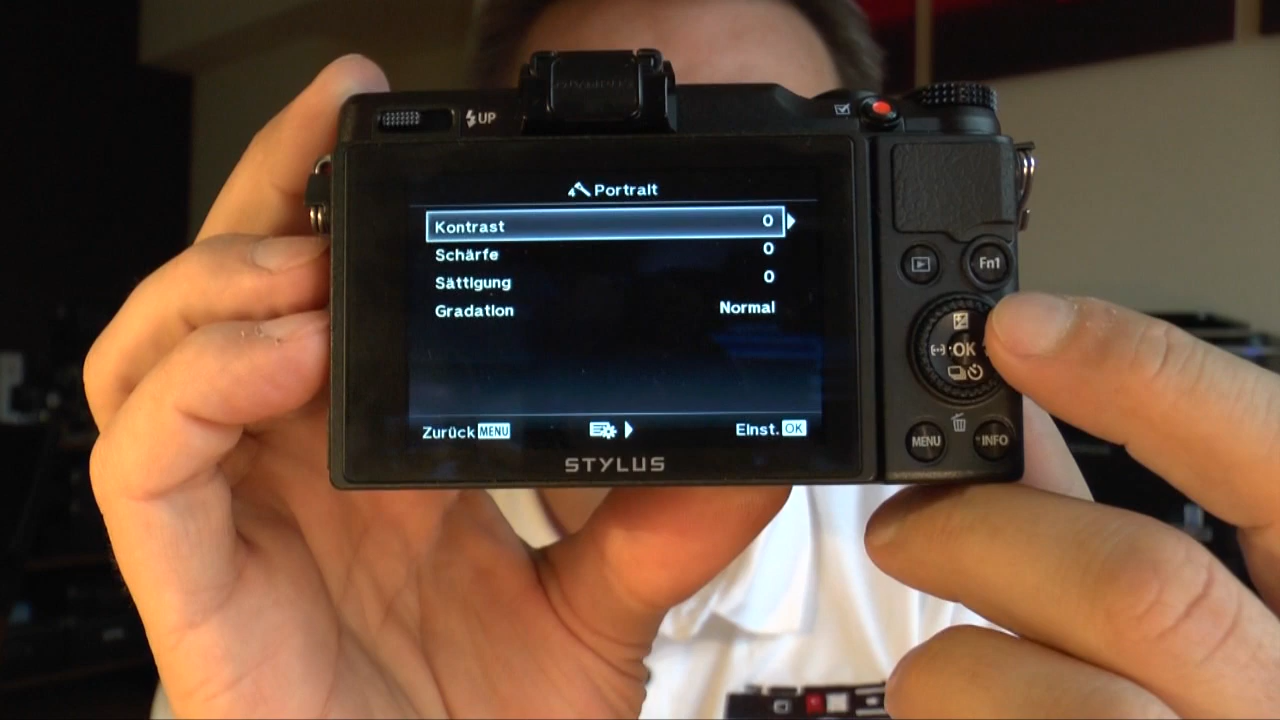 UP
OLYMPUS
Portrait
Kontrast 0
Schärfe 0
Sättigung 0
Gradation Normal
Zurück MENU
Einst. OK
STYLUS
Fn1
OK
MENU
INFO